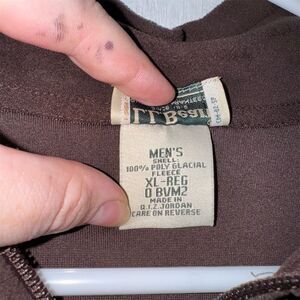 L.L.Bean
MEN'S
SHELL:
100% POLY GLACIAL
FLEECE
XL-REG
0 BVM2
MADE IN
Q.I.Z.JORDAN
CARE ON REVERSE